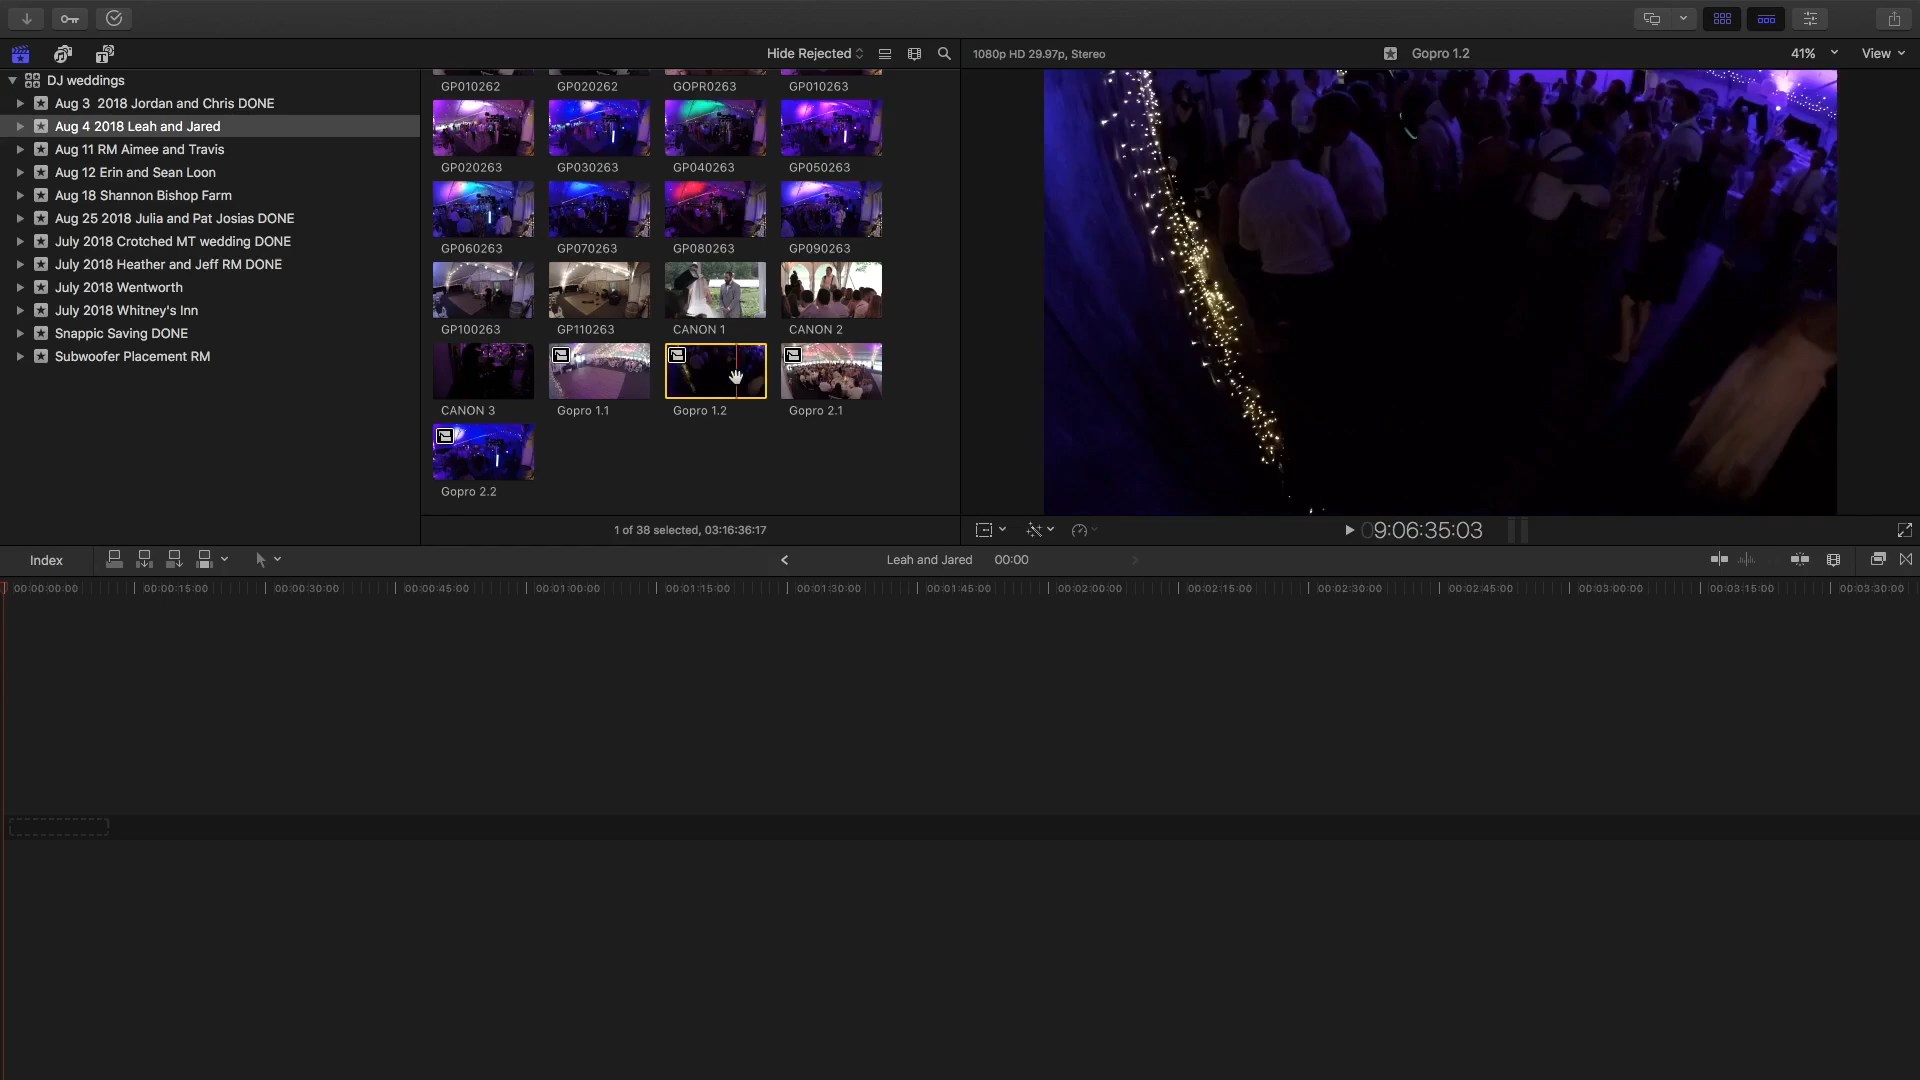 Hide Rejected
1080p HD 29.97p, Stereo
Gopro 1.2
41%
View
DJ weddings
Aug 3  2018 Jordan and Chris DONE
Aug 4 2018 Leah and Jared
Aug 11 RM Aimee and Travis
Aug 12 Erin and Sean Loon
Aug 18 Shannon Bishop Farm
Aug 25 2018 Julia and Pat Josias DONE
July 2018 Crotched MT wedding DONE
July 2018 Heather and Jeff RM DONE
July 2018 Wentworth
July 2018 Whitney's Inn
Snappic Saving DONE
Subwoofer Placement RM
GP010262 GP020262 GOPR0263 GP010263
GP020263 GP030263 GP040263 GP050263
GP060263 GP070263 GP080263 GP090263
GP100263 GP110263 CANON 1 CANON 2
CANON 3 Gopro 1.1 Gopro 1.2 Gopro 2.1
Gopro 2.2
1 of 38 selected, 03:16:36:17
09:06:35:03
Index
Leah and Jared 00:00
00:00:00:00 00:00:15:00 00:00:30:00 00:00:45:00 00:01:00:00 00:01:15:00 00:01:30:00 00:01:45:00 00:02:00:00 00:02:15:00 00:02:30:00 00:02:45:00 00:03:00:00 00:03:15:00 00:03:30:00